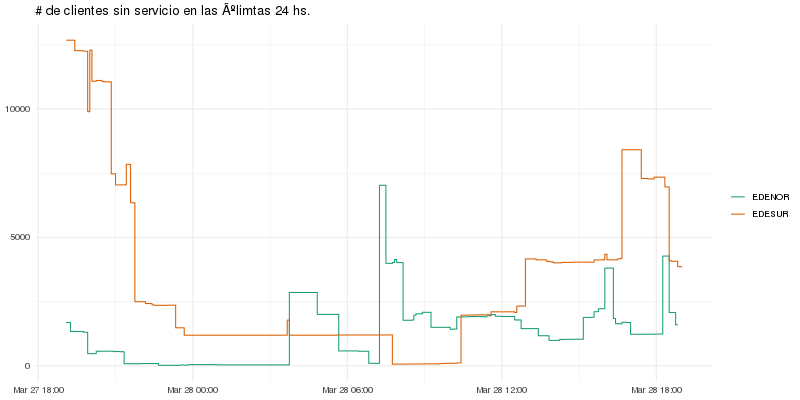 # de clientes sin servicio en las Ãºlimtas 24 hs.
10000
5000
0
Mar 27 18:00
Mar 28 00:00
Mar 28 06:00
Mar 28 12:00
Mar 28 18:00
EDENOR
EDESUR